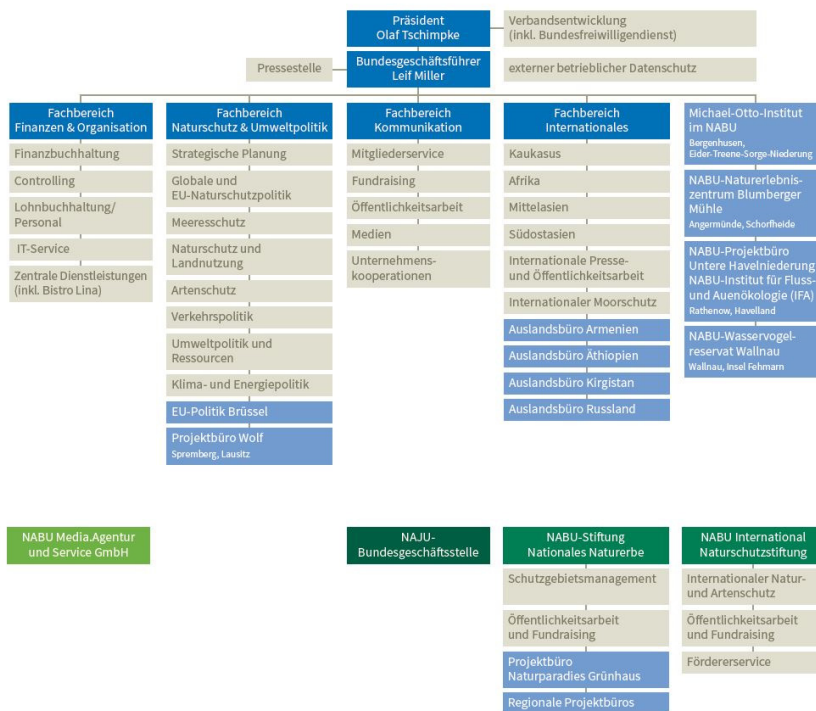 Präsident
Olaf Tschimpke
Verbandsentwicklung
(inkl. Bundesfreiwilligendienst)
Pressestelle
Bundesgeschäftsführer
Leif Miller
externer betrieblicher Datenschutz
Fachbereich
Finanzen & Organisation
Finanzbuchhaltung
Controlling
Lohnbuchhaltung/
Personal
IT-Service
Zentrale Dienstleistungen
(inkl. Bistro Lina)
Fachbereich
Naturschutz & Umweltpolitik
Strategische Planung
Globale und
EU-Naturschutzpolitik
Meeresschutz
Naturschutz und
Landnutzung
Artenschutz
Verkehrspolitik
Umweltpolitik und
Ressourcen
Klima- und Energiepolitik
EU-Politik Brüssel
Projektbüro Wolf
Spremberg, Lausitz
Fachbereich
Kommunikation
Mitgliederservice
Fundraising
Öffentlichkeitsarbeit
Medien
Unternehmens-
kooperationen
Fachbereich
Internationales
Kaukasus
Afrika
Mittelasien
Südostasien
Internationale Presse-
und Öffentlichkeitsarbeit
Internationaler Moorschutz
Auslandsbüro Armenien
Auslandsbüro Äthiopien
Auslandsbüro Kirgistan
Auslandsbüro Russland
Michael-Otto-Institut
im NABU
Bergenhusen,
Eider-Treene-Sorge-Niederung
NABU-Naturerlebnis-
zentrum Blumberger
Mühle
Angermünde, Schorfheide
NABU-Projektbüro
Untere Havelniederung
NABU-Institut für Fluss-
und Auenökologie (IFA)
Rathenow, Havelland
NABU-Wasservogel-
reservat Wallnau
Wallnau, Insel Fehmarn
NABU Media.Agentur
und Service GmbH
NAJU-
Bundesgeschäftsstelle
NABU-Stiftung
Nationales Naturerbe
Schutzgebietsmanagement
Öffentlichkeitsarbeit
und Fundraising
Projektbüro
Naturparadies Grünhaus
Regionale Projektbüros
NABU International
Naturschutzstiftung
Internationaler Natur-
und Artenschutz
Öffentlichkeitsarbeit
und Fundraising
Fördererservice